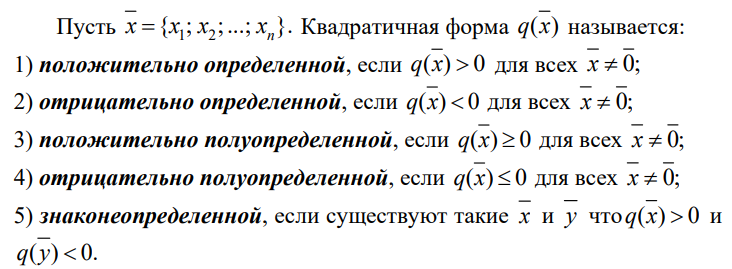 Пусть x̅ = {x₁; x₂; ...; xₙ}. Квадратичная форма q(x̅) называется:
1) положительно определенной, если q(x̅) > 0 для всех x̅ ≠ 0̅;
2) отрицательно определенной, если q(x̅) < 0 для всех x̅ ≠ 0̅;
3) положительно полуопределенной, если q(x̅) ≥ 0 для всех x̅ ≠ 0̅;
4) отрицательно полуопределенной, если q(x̅) ≤ 0 для всех x̅ ≠ 0̅;
5) знаконеопределенной, если существуют такие x̅ и y̅ что q(x̅) > 0 и
q(y̅) < 0.